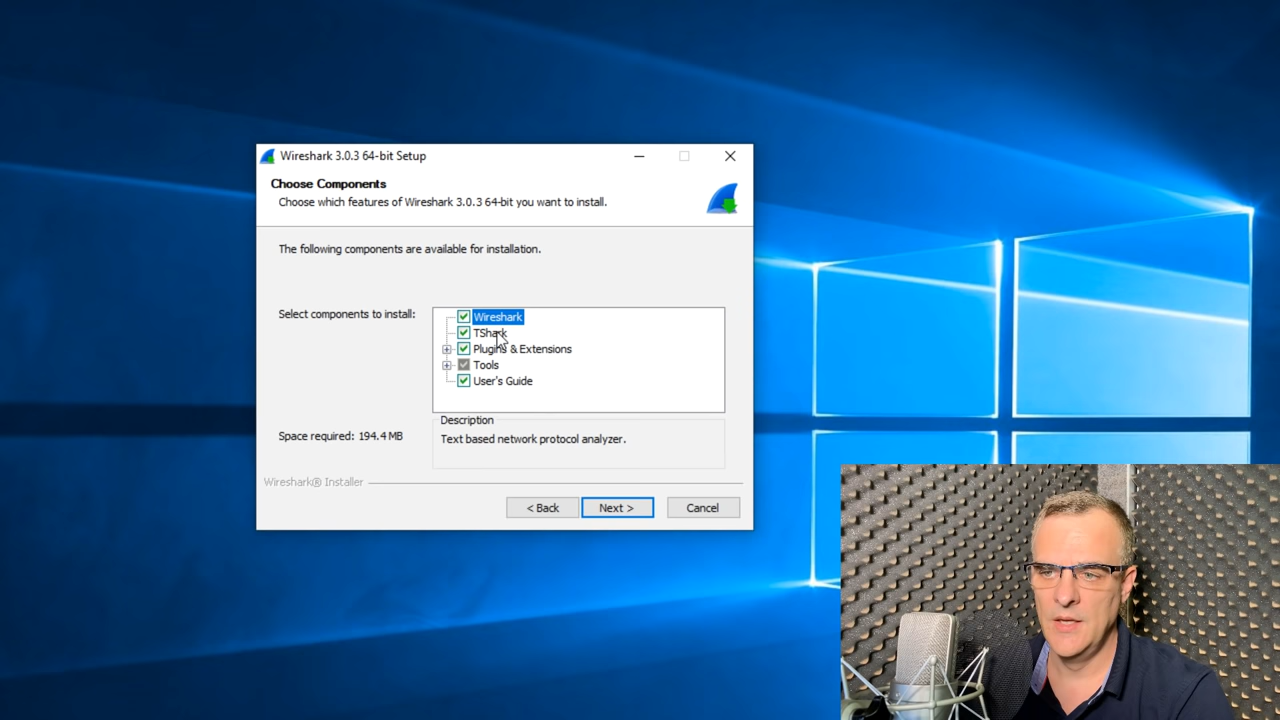 Wireshark 3.0.3 64-bit Setup
Choose Components
Choose which features of Wireshark 3.0.3 64-bit you want to install.
The following components are available for installation.
Select components to install:
Wireshark
TShark
Plugins & Extensions
Tools
User's Guide
Space required: 194.4 MB
Description
Text based network protocol analyzer.
Wireshark® Installer
< Back
Next >
Cancel